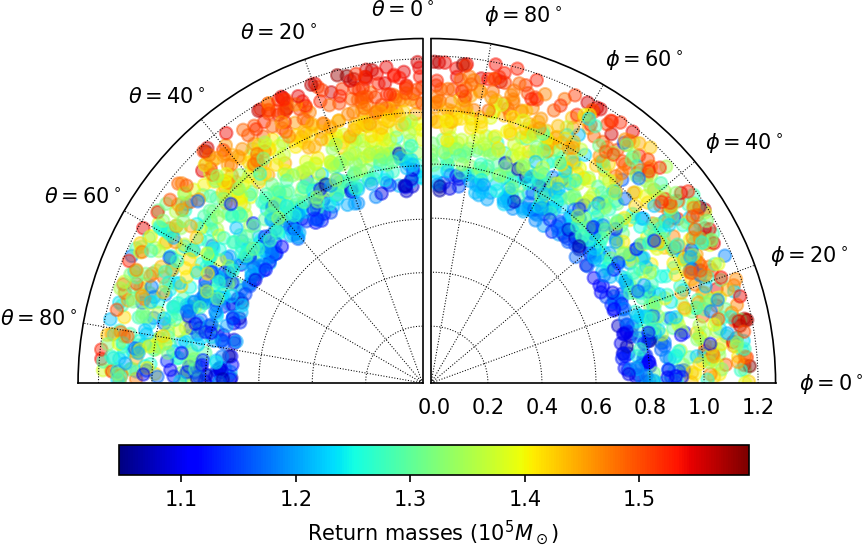 θ = 0°
ϕ = 80°
θ = 20°
ϕ = 60°
θ = 40°
ϕ = 40°
θ = 60°
ϕ = 20°
θ = 80°
ϕ = 0°
0.0 0.2 0.4 0.6 0.8 1.0 1.2
1.1 1.2 1.3 1.4 1.5
Return masses (10⁵M⊙)